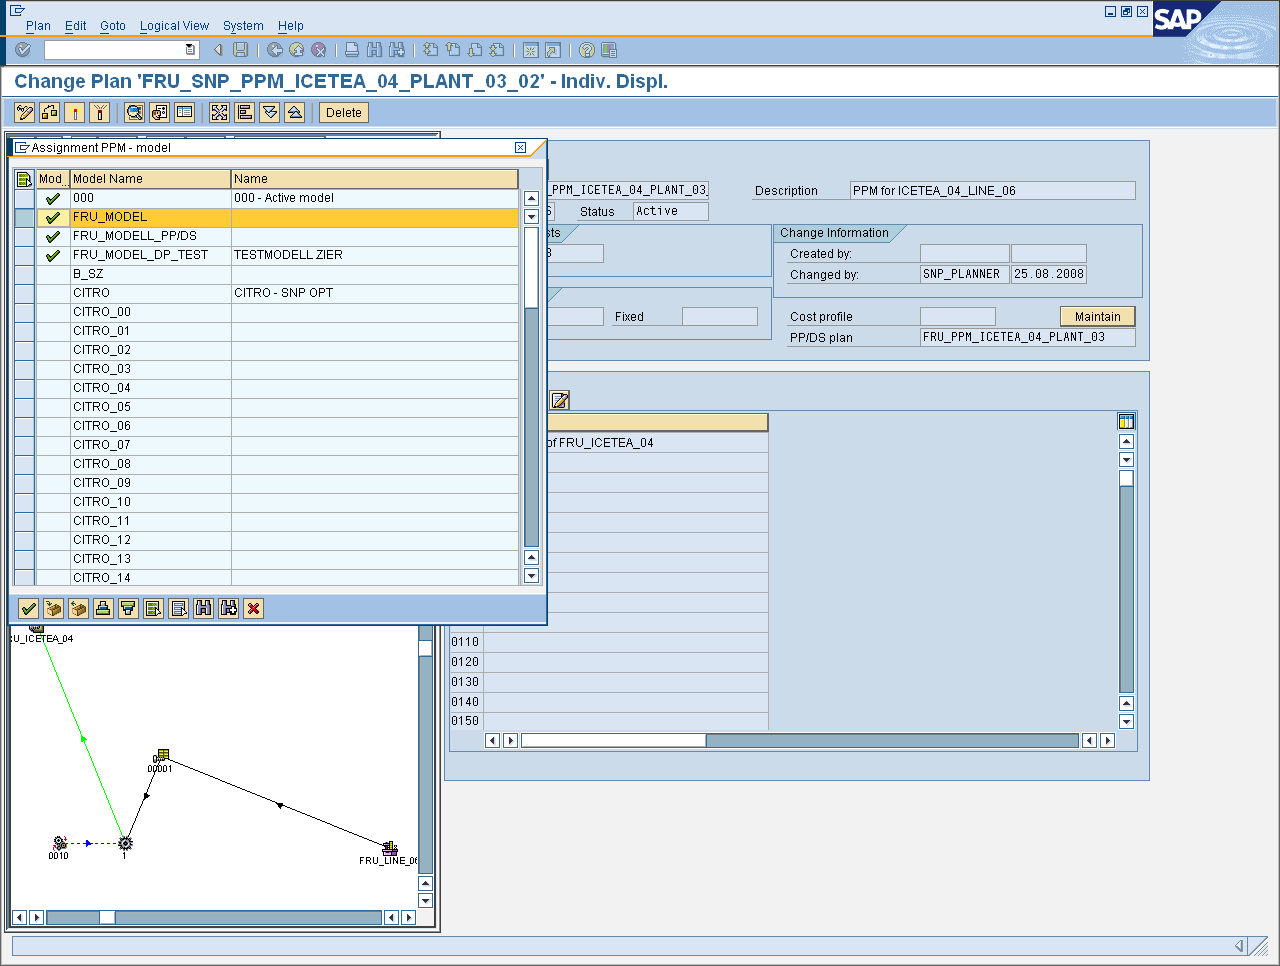 Plan Edit Goto Logical View System Help
SAP
Change Plan 'FRU_SNP_PPM_ICETEA_04_PLANT_03_02' - Indiv. Displ.
Delete
Assignment PPM - model
Mod.. Model Name Name
000 000 - Active model
FRU_MODEL
FRU_MODELL_PP/DS
FRU_MODEL_DP_TEST TESTMODELL ZIER
B_SZ
CITRO CITRO - SNP OPT
CITRO_00
CITRO_01
CITRO_02
CITRO_03
CITRO_04
CITRO_05
CITRO_06
CITRO_07
CITRO_08
CITRO_09
CITRO_10
CITRO_11
CITRO_12
CITRO_13
CITRO_14
_PPM_ICETEA_04_PLANT_03_ Description PPM for ICETEA_04_LINE_06
S Status Active
sts
3
Change Information
Created by:
Changed by: SNP_PLANNER 25.08.2008
Fixed
Cost profile Maintain
PP/DS plan FRU_PPM_ICETEA_04_PLANT_03
of FRU_ICETEA_04
0110
0120
0130
0140
0150
RU_ICETEA_04
00001
0010
1
FRU_LINE_06